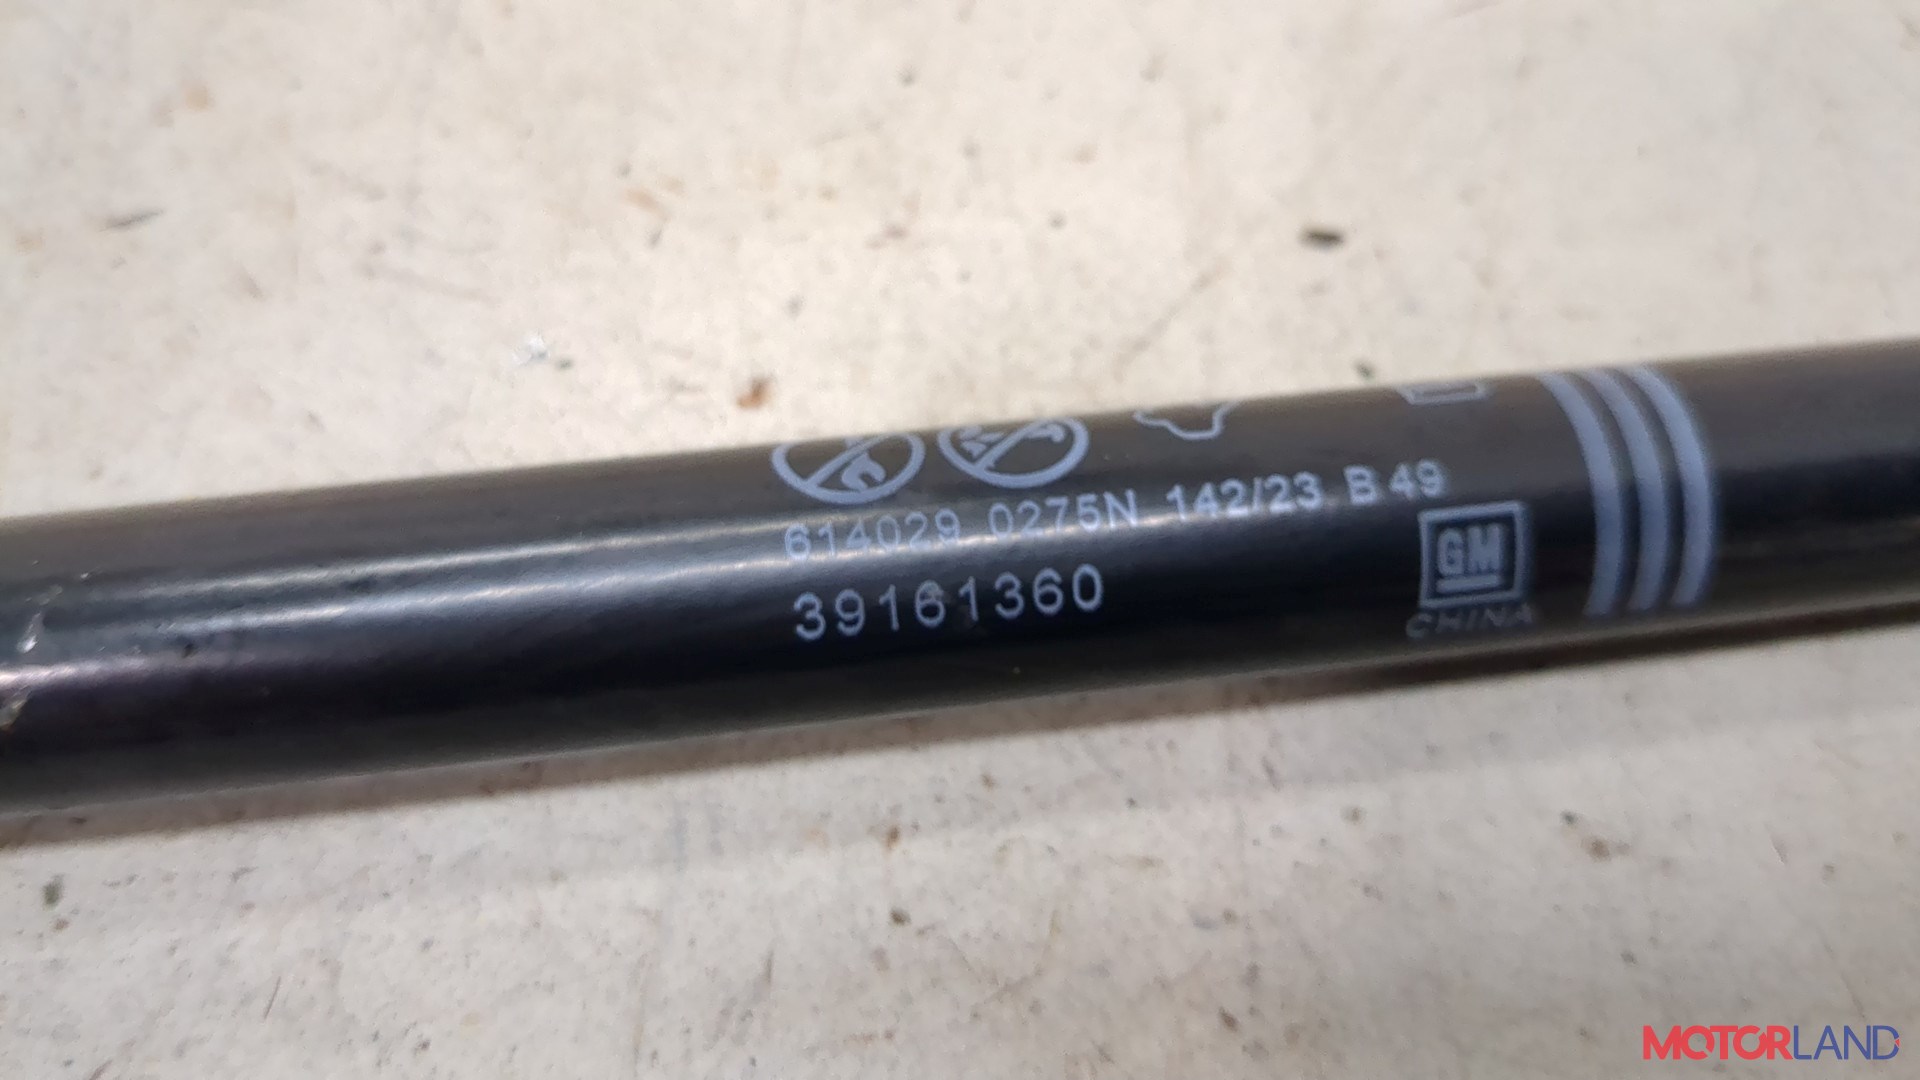 614029 0275N 142/23 B 49
39161360
GM
CHINA
MOTORLAND